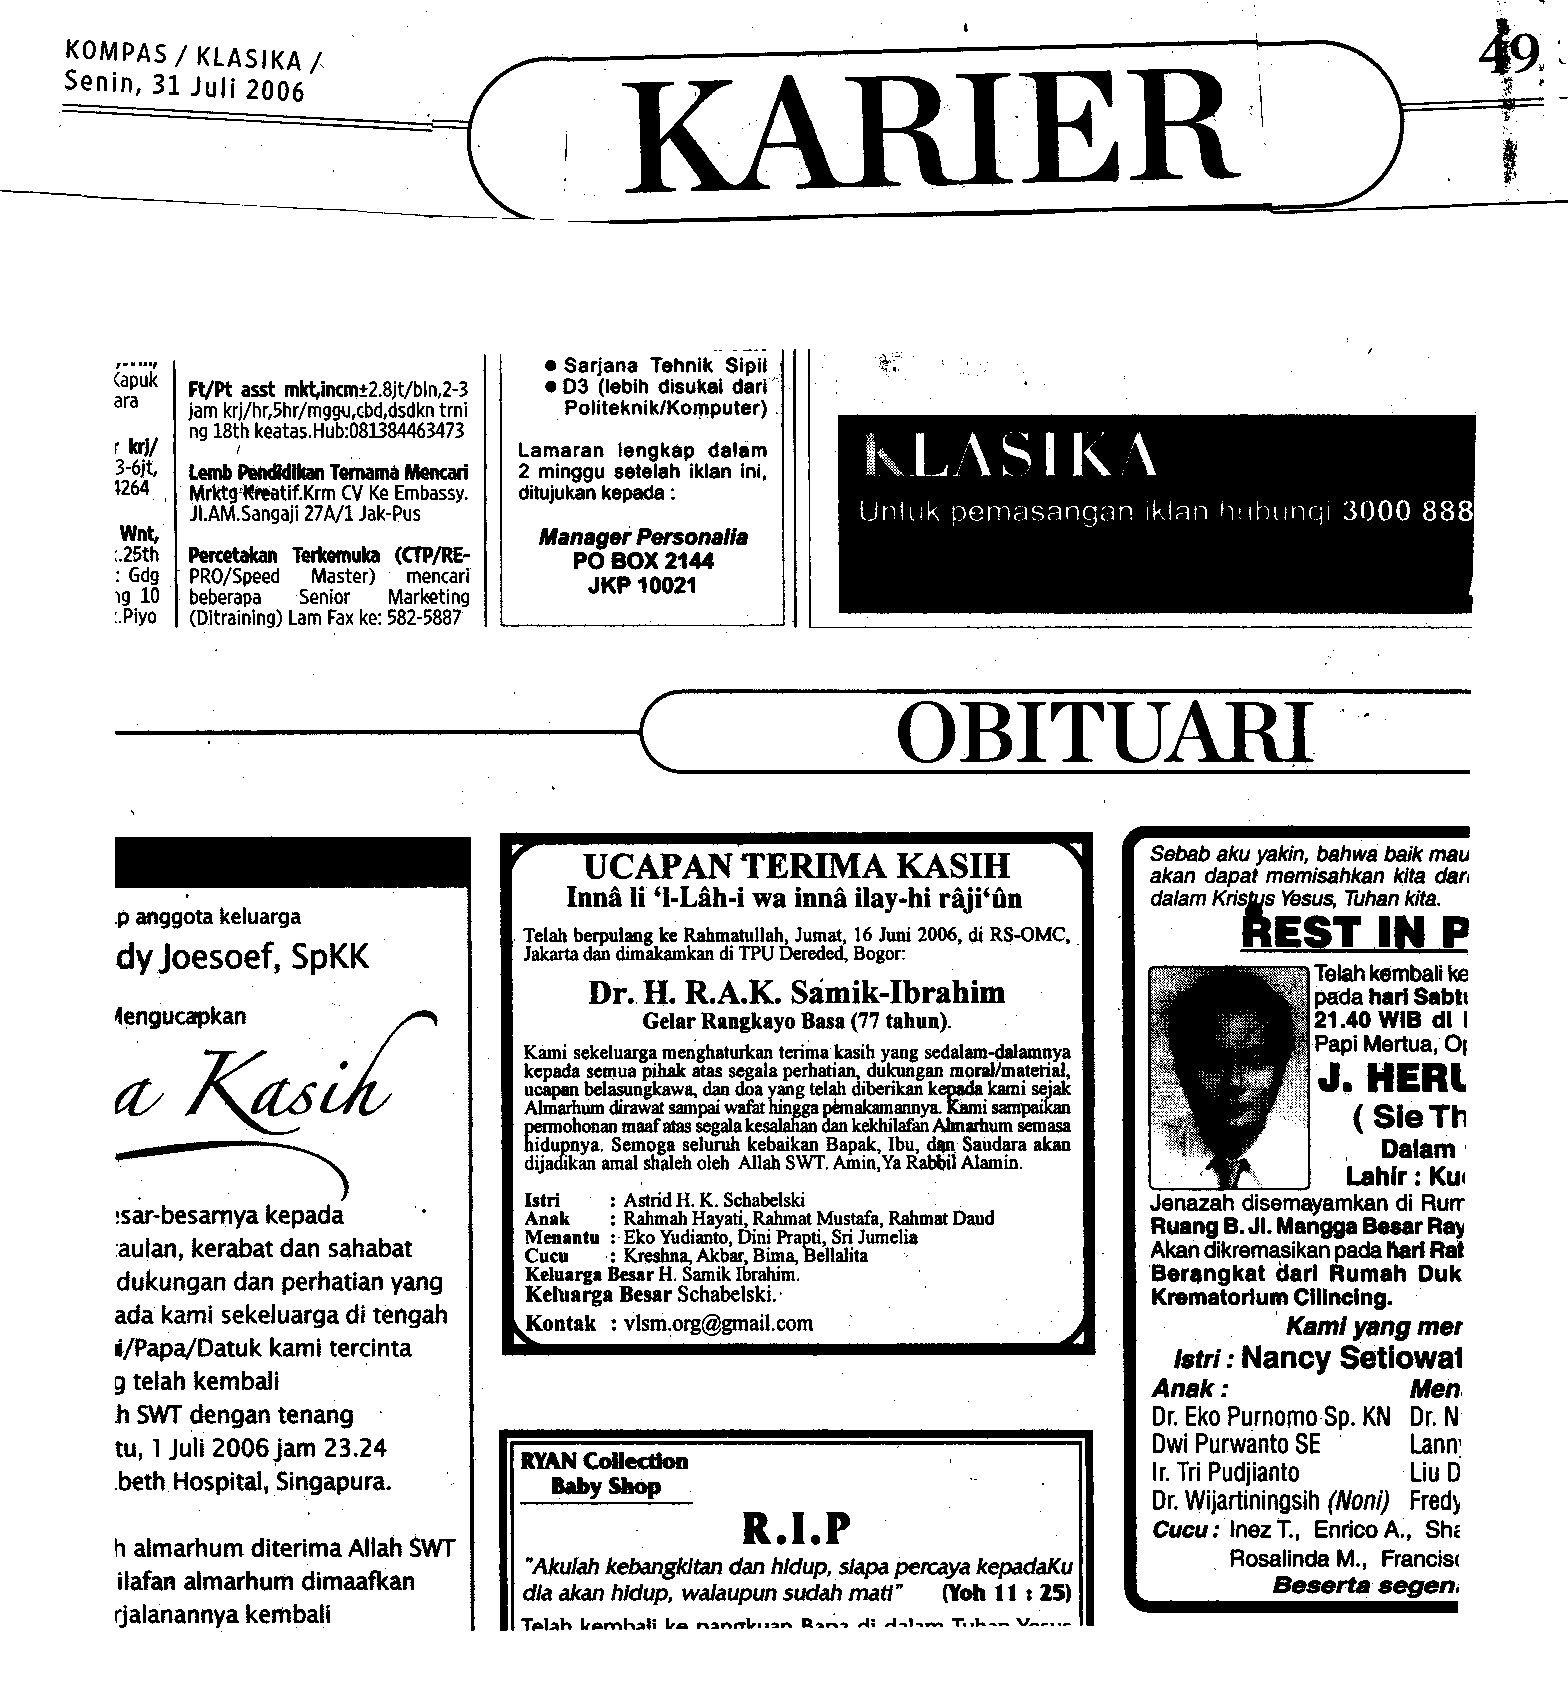 KOMPAS / KLASIKA /
Senin, 31 Juli 2006
KARIER
49
Kapuk
ara
r krj/
3-6jt,
4264
Wnt,
.25th
: Gdg
ng 10
:.Piyo
Ft/Pt asst mkt,incm±2.8jt/bln,2-3
jam krj/hr,5hr/mggu,cbd,dsdkn trni
ng 18th keatas.Hub:081384463473
Lemb Pendidikan Ternama Mencari
Mrktg Kreatif.Krm CV Ke Embassy.
Jl.AM.Sangaji 27A/1 Jak-Pus
Percetakan Terkemuka (CTP/RE-
PRO/Speed Master) mencari
beberapa Senior Marketing
(Ditraining) Lam Fax ke: 582-5887
● Sarjana Tehnik Sipil
● D3 (lebih disukai dari
Politeknik/Komputer)
Lamaran lengkap dalam
2 minggu setelah iklan ini,
ditujukan kepada :
Manager Personalia
PO BOX 2144
JKP 10021
KLASIKA
Untuk pemasangan iklan hubungi 3000 888
OBITUARI
.p anggota keluarga
dy Joesoef, SpKK
Mengucapkan
a Kasih
sar-besarnya kepada
aulan, kerabat dan sahabat
dukungan dan perhatian yang
ada kami sekeluarga di tengah
i/Papa/Datuk kami tercinta
g telah kembali
h SWT dengan tenang
tu, 1 Juli 2006 jam 23.24
beth Hospital, Singapura.
h almarhum diterima Allah SWT
ilafan almarhum dimaafkan
rjalanannya kembali
UCAPAN TERIMA KASIH
Innâ li ‘l-Lâh-i wa innâ ilay-hi râji‘ûn
Telah berpulang ke Rahmatullah, Jumat, 16 Juni 2006, di RS-OMC,
Jakarta dan dimakamkan di TPU Dereded, Bogor:
Dr. H. R.A.K. Samik-Ibrahim
Gelar Rangkayo Basa (77 tahun).
Kami sekeluarga menghaturkan terima kasih yang sedalam-dalamnya
kepada semua pihak atas segala perhatian, dukungan moral/material,
ucapan belasungkawa, dan doa yang telah diberikan kepada kami sejak
Almarhum dirawat sampai wafat hingga pemakamannya. Kami sampaikan
permohonan maaf atas segala kesalahan dan kekhilafan Almarhum semasa
hidupnya. Semoga seluruh kebaikan Bapak, Ibu, dan Saudara akan
dijadikan amal shaleh oleh Allah SWT. Amin,Ya Rabbil Alamin.
Istri : Astrid H. K. Schabelski
Anak : Rahmah Hayati, Rahmat Mustafa, Rahmat Daud
Menantu : Eko Yudianto, Dini Prapti, Sri Jumelia
Cucu : Kreshna, Akbar, Bima, Bellalita
Keluarga Besar H. Samik Ibrahim.
Keluarga Besar Schabelski.
Kontak : vlsm.org@gmail.com
RYAN Collection
Baby Shop
R.I.P
"Akulah kebangkitan dan hidup, siapa percaya kepadaKu
dia akan hidup, walaupun sudah mati" (Yoh 11 : 25)
Telah kembali ke pangkuan Bapa di dalam Tuhan Yesus
Sebab aku yakin, bahwa baik mau
akan dapat memisahkan kita dari
dalam Kristus Yesus, Tuhan kita.
REST IN P
Telah kembali ke
pada hari Sabtu
21.40 WIB di
Papi Mertua, Op
J. HERU
( Sie Th
Dalam
Lahir : Ku
Jenazah disemayamkan di Rum
Ruang B. Jl. Mangga Besar Ray
Akan dikremasikan pada hari Rab
Berangkat dari Rumah Duk
Krematorium Cilincing.
Kami yang mer
Istri : Nancy Setiowat
Anak : Men
Dr. Eko Purnomo Sp. KN Dr. N
Dwi Purwanto SE Lann
Ir. Tri Pudjianto Liu D
Dr. Wijartiningsih (Noni) Fredy
Cucu : Inez T., Enrico A., Sha
Rosalinda M., Francisc
Beserta segen